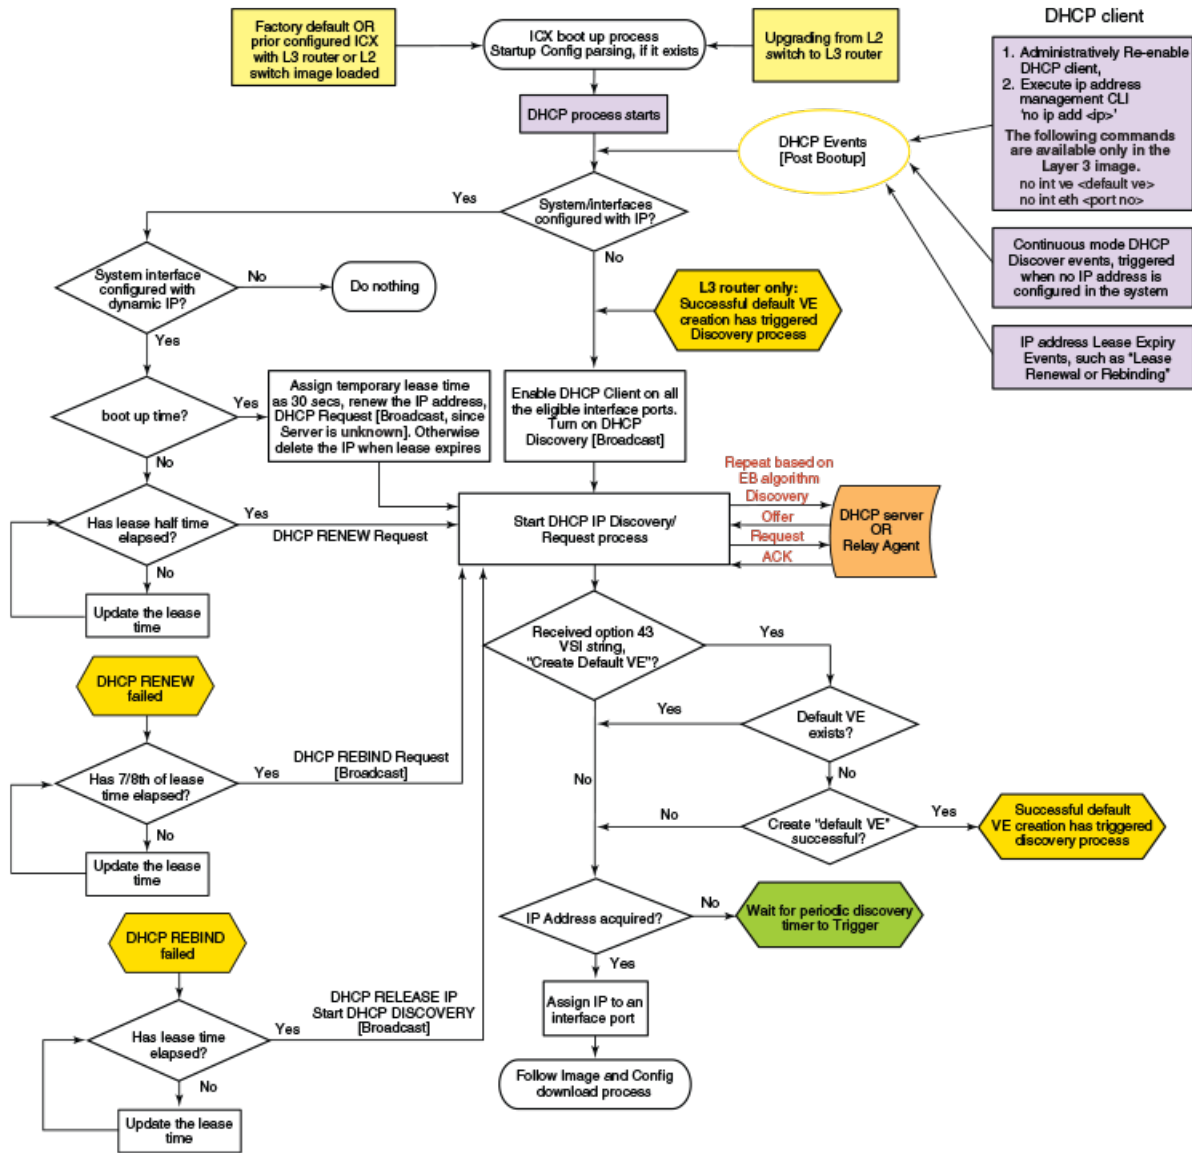 DHCP client
Factory default OR
prior configured ICX
with L3 router or L2
switch image loaded
ICX boot up process
Startup Config parsing, if it exists
Upgrading from L2
switch to L3 router
1. Administratively Re-enable
DHCP client,
2. Execute ip address
management CLI
'no ip add <ip>'
The following commands
are available only in the
Layer 3 image.
no int ve <default ve>
no int eth <port no>
DHCP process starts
DHCP Events
[Post Bootup]
Yes
System/interfaces
configured with IP?
No
Continuous mode DHCP
Discover events, triggered
when no IP address is
configured in the system
System interface
configured with
dynamic IP?
No
Do nothing
Yes
L3 router only:
Successful default VE
creation has triggered
Discovery process
IP address Lease Expiry
Events, such as "Lease
Renewal or Rebinding"
boot up time?
Yes
No
Assign temporary lease time
as 30 secs, renew the IP address,
DHCP Request [Broadcast, since
Server is unknown]. Otherwise
delete the IP when lease expires
Enable DHCP Client on all
the eligible interface ports.
Turn on DHCP
Discovery [Broadcast]
Repeat based on
EB algorithm
Discovery
Offer
Request
ACK
DHCP server
OR
Relay Agent
Has lease half time
elapsed?
Yes
DHCP RENEW Request
Start DHCP IP Discovery/
Request process
No
Update the lease
time
Received option 43
VSI string,
"Create Default VE"?
Yes
DHCP RENEW
failed
Yes
Default VE
exists?
Has 7/8th of lease
time elapsed?
Yes
DHCP REBIND Request
[Broadcast]
No
No
No
Update the lease
time
No
Create "default VE"
successful?
Yes
Successful default
VE creation has triggered
discovery process
IP Address acquired?
No
Wait for periodic discovery
timer to Trigger
Yes
DHCP REBIND
failed
Has lease time
elapsed?
Yes
DHCP RELEASE IP
Start DHCP DISCOVERY
[Broadcast]
Assign IP to an
interface port
No
Update the lease
time
Follow Image and Config
download process